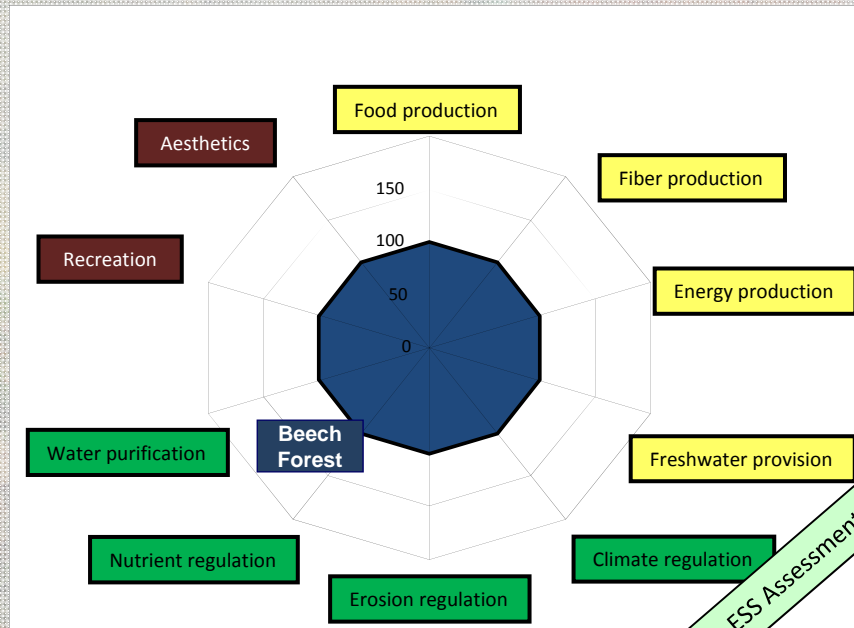 Food production
Aesthetics
Fiber production
150
100
Recreation
Energy production
50
0
Beech
Forest
Water purification
Freshwater provision
Nutrient regulation
Climate regulation
Erosion regulation
ESS Assessment